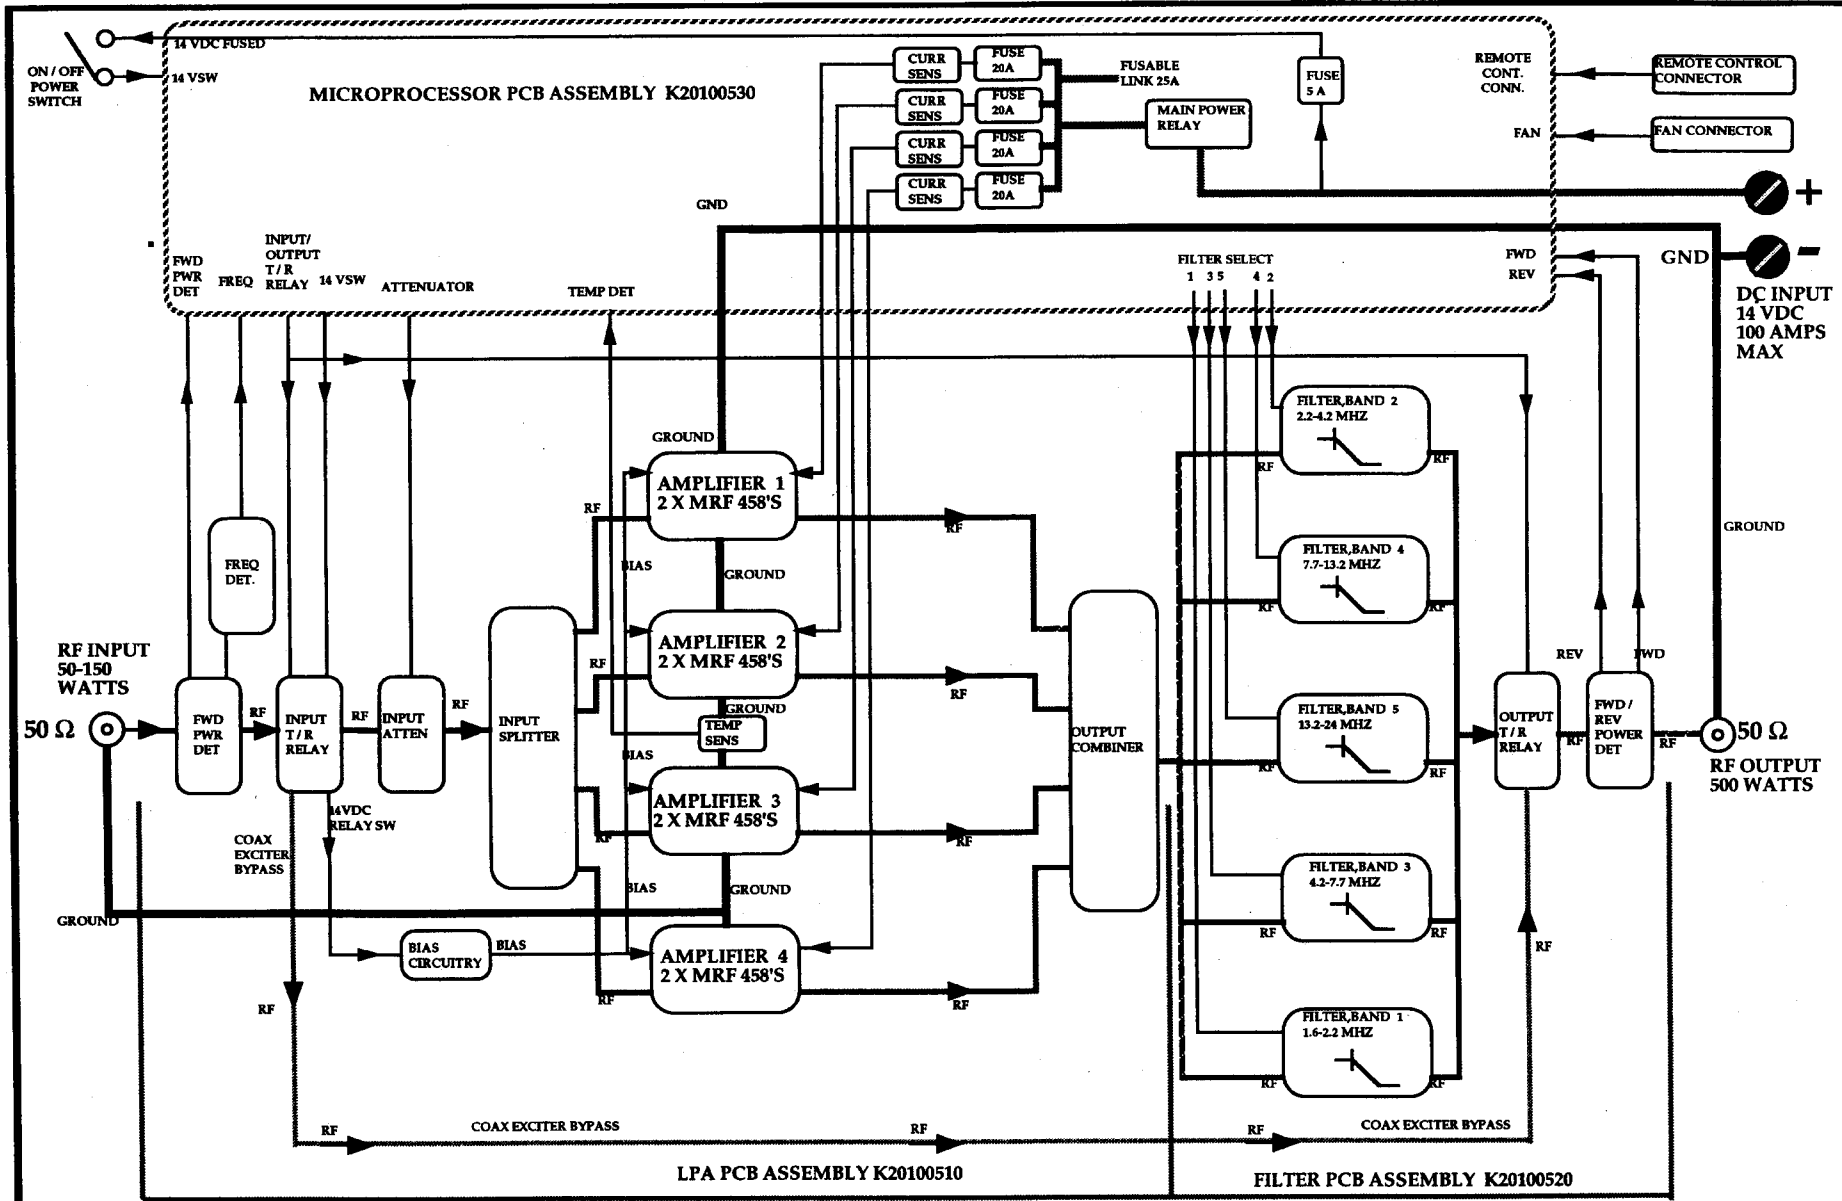 14 VDC FUSED
ON / OFF
POWER
SWITCH
14 VSW
MICROPROCESSOR PCB ASSEMBLY K20100530
CURR
SENS
FUSE
20A
CURR
SENS
FUSE
20A
CURR
SENS
FUSE
20A
CURR
SENS
FUSE
20A
FUSABLE
LINK 25A
MAIN POWER
RELAY
FUSE
5 A
REMOTE
CONT.
CONN.
REMOTE CONTROL
CONNECTOR
FAN
FAN CONNECTOR
+
GND
FWD
PWR
DET
FREQ
INPUT/
OUTPUT
T / R
RELAY
14 VSW
ATTENUATOR
TEMP DET
FILTER SELECT
1 3 5 4 2
FWD
REV
GND
-
DC INPUT
14 VDC
100 AMPS
MAX
GROUND
AMPLIFIER 1
2 X MRF 458'S
RF
RF
BIAS
GROUND
FILTER,BAND 2
2.2-4.2 MHZ
RF
RF
GROUND
FREQ
DET.
FILTER,BAND 4
7.7-13.2 MHZ
RF
RF
RF INPUT
50-150
WATTS
50 Ω
FWD
PWR
DET
RF
INPUT
T / R
RELAY
RF
INPUT
ATTEN
RF
INPUT
SPLITTER
RF
AMPLIFIER 2
2 X MRF 458'S
RF
GROUND
TEMP
SENS
BIAS
OUTPUT
COMBINER
FILTER,BAND 5
13.2-24 MHZ
RF
RF
OUTPUT
T / R
RELAY
RF
REV
FWD
FWD /
REV
POWER
DET
RF
50 Ω
RF OUTPUT
500 WATTS
14VDC
RELAY SW
COAX
EXCITER
BYPASS
RF
AMPLIFIER 3
2 X MRF 458'S
RF
BIAS
GROUND
FILTER,BAND 3
4.2-7.7 MHZ
RF
RF
GROUND
BIAS
CIRCUITRY
BIAS
AMPLIFIER 4
2 X MRF 458'S
RF
RF
RF
RF
FILTER,BAND 1
1.6-2.2 MHZ
RF
RF
RF
COAX EXCITER BYPASS
RF
RF
COAX EXCITER BYPASS
LPA PCB ASSEMBLY K20100510
FILTER PCB ASSEMBLY K20100520